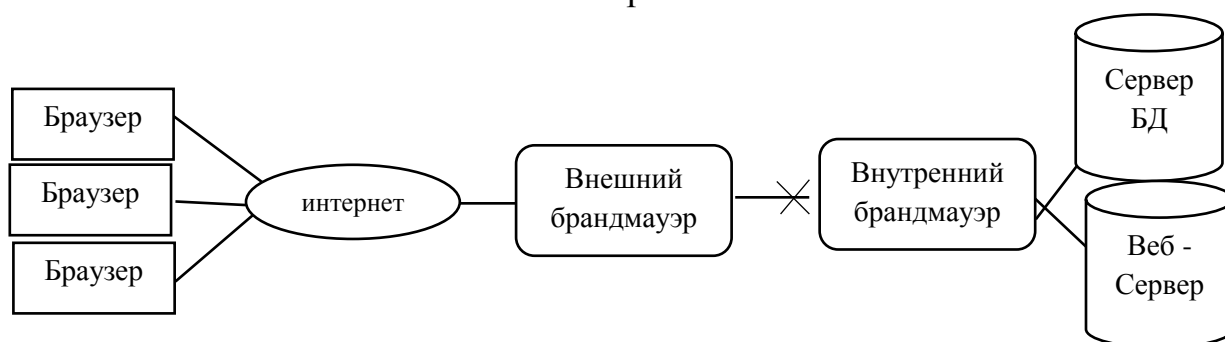 Браузер
Браузер
Браузер
интернет
Внешний
брандмауэр
Внутренний
брандмауэр
Сервер
БД
Веб -
Сервер